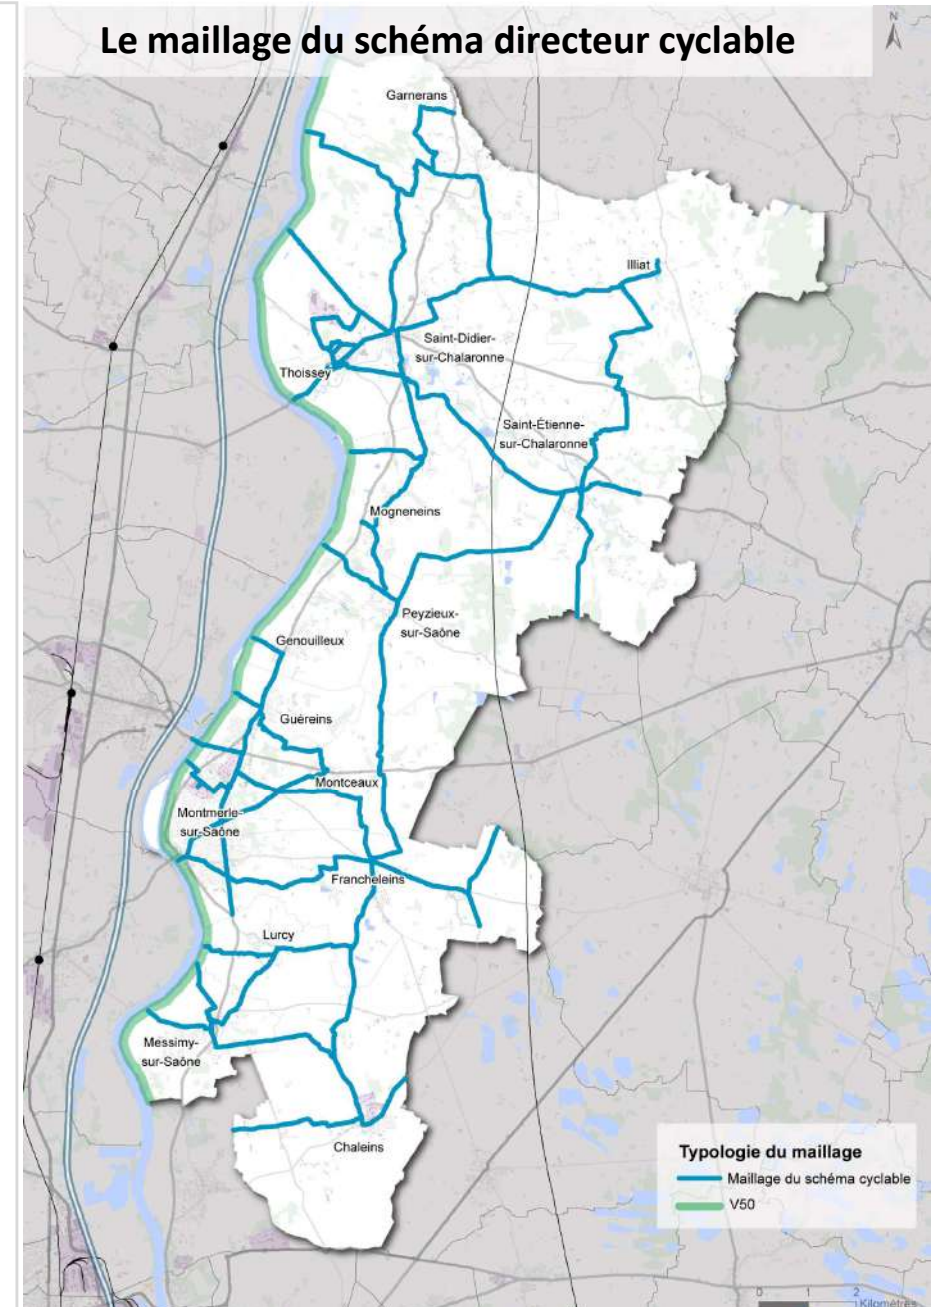 Le maillage du schéma directeur cyclable
N
Garnerans
Illiat
Saint-Didier-
sur-Chalaronne
Thoissey
Saint-Étienne-
sur-Chalaronne
Mogneneins
Peyzieux-
sur-Saône
Genouilleux
Guéreins
Montceaux
Montmerle-
sur-Saône
Francheleins
Lurcy
Messimy-
sur-Saône
Chaleins
Typologie du maillage
Maillage du schéma cyclable
V50
0 1 2
Kilomètres